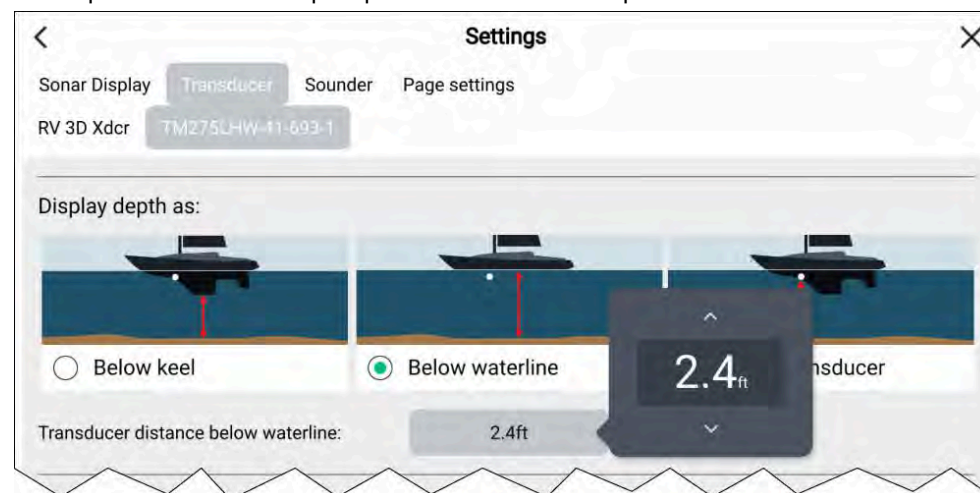 Settings
Sonar Display Transducer Sounder Page settings
RV 3D Xdcr TM275LHW-41-693-1
Display depth as:
Below keel Below waterline nsducer
2.4ft
Transducer distance below waterline: 2.4ft